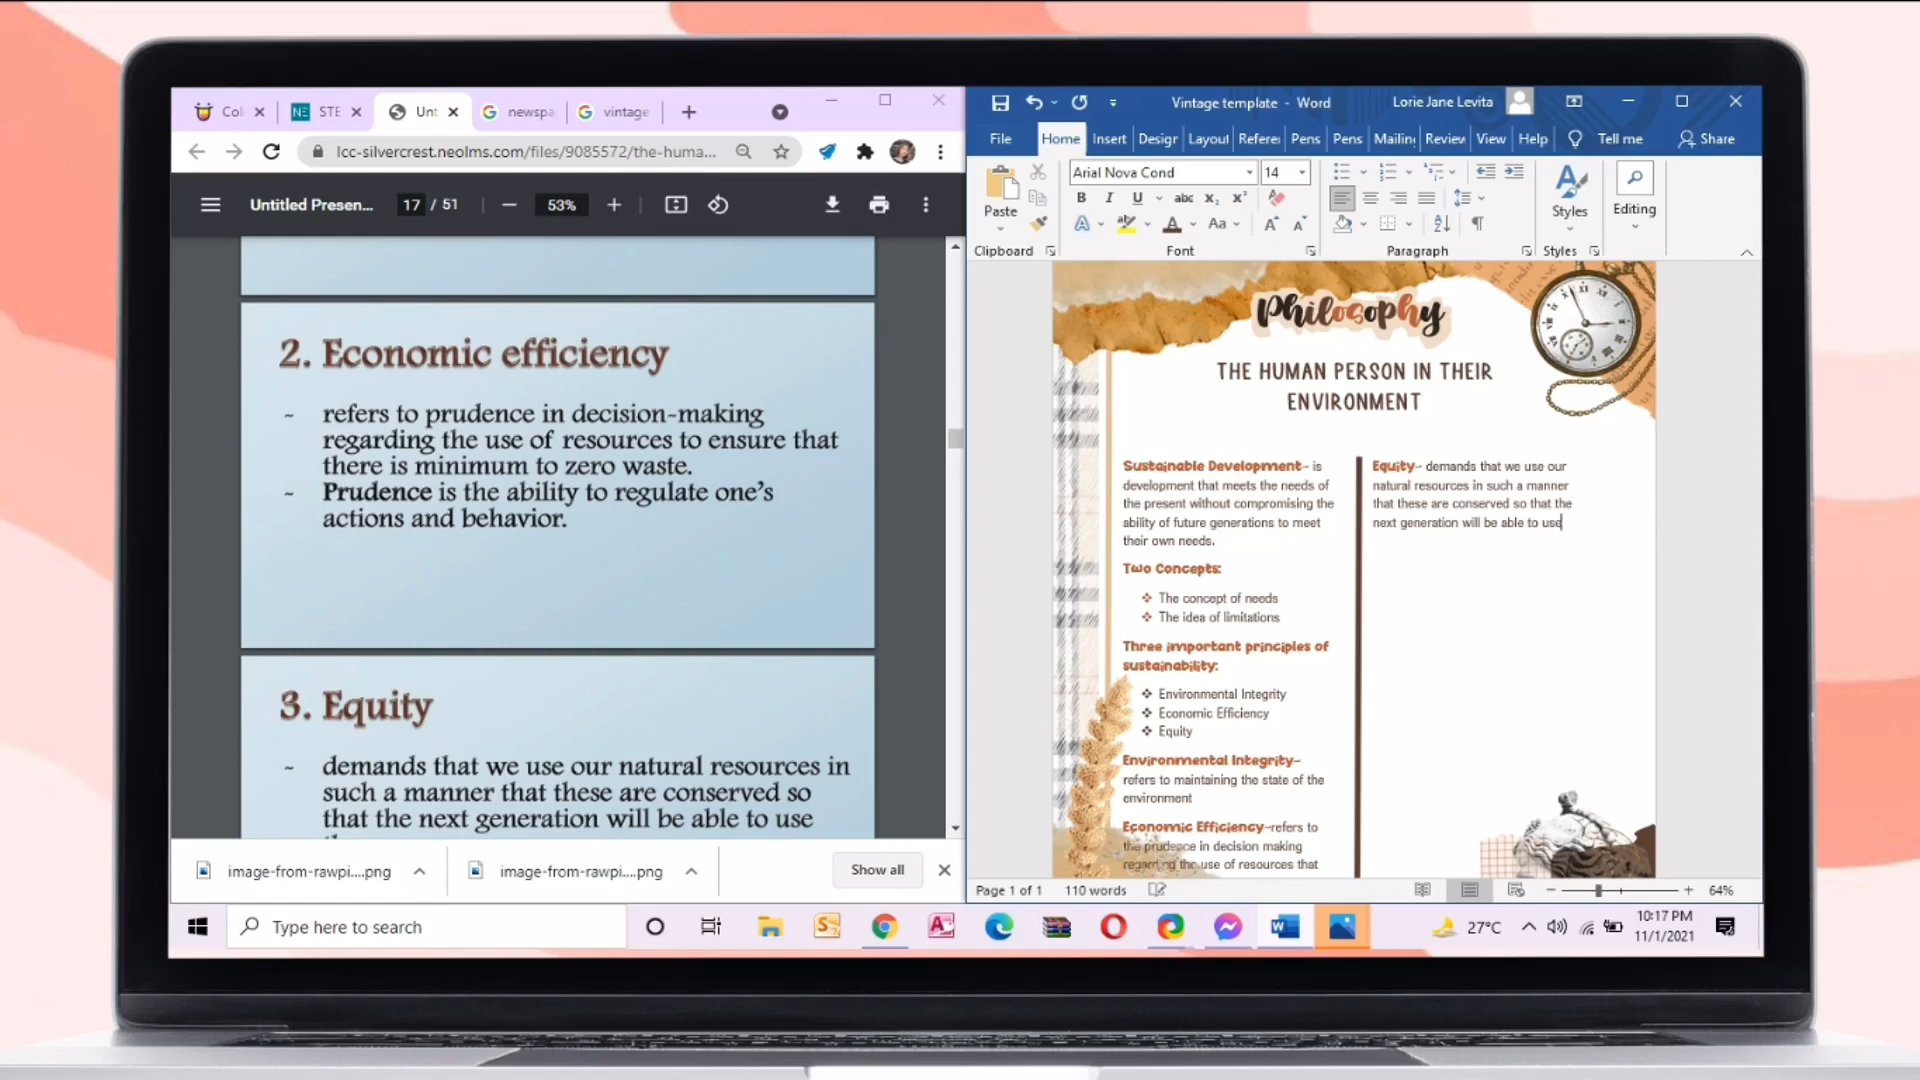 Col
STE
Unt
newspa
vintage
lcc-silvercrest.neolms.com/files/9085572/the-huma...
Untitled Presen...
17 / 51
53%
2. Economic efficiency
~ refers to prudence in decision-making
regarding the use of resources to ensure that
there is minimum to zero waste.
~ Prudence is the ability to regulate one's
actions and behavior.
3. Equity
~ demands that we use our natural resources in
such a manner that these are conserved so
that the next generation will be able to use
image-from-rawpi....png
image-from-rawpi....png
Show all
Vintage template - Word
Lorie Jane Levita
File Home Insert Desigr Layout Referei Pens Pens Mailing Review View Help Tell me Share
Paste
Clipboard
Arial Nova Cond 14
B I U abc x₂ x²
A aby A Aa A A
Font
Paragraph
Styles
Styles
Editing
Philosophy
THE HUMAN PERSON IN THEIR
ENVIRONMENT
Sustainable Development- is
development that meets the needs of
the present without compromising the
ability of future generations to meet
their own needs.
Two Concepts:
❖ The concept of needs
❖ The idea of limitations
Three important principles of
sustainability:
❖ Environmental Integrity
❖ Economic Efficiency
❖ Equity
Environmental Integrity-
refers to maintaining the state of the
environment
Economic Efficiency-refers to
the prudence in decision making
regarding the use of resources that
Equity- demands that we use our
natural resources in such a manner
that these are conserved so that the
next generation will be able to use
Page 1 of 1 110 words
64%
Type here to search
27°C
10:17 PM
11/1/2021